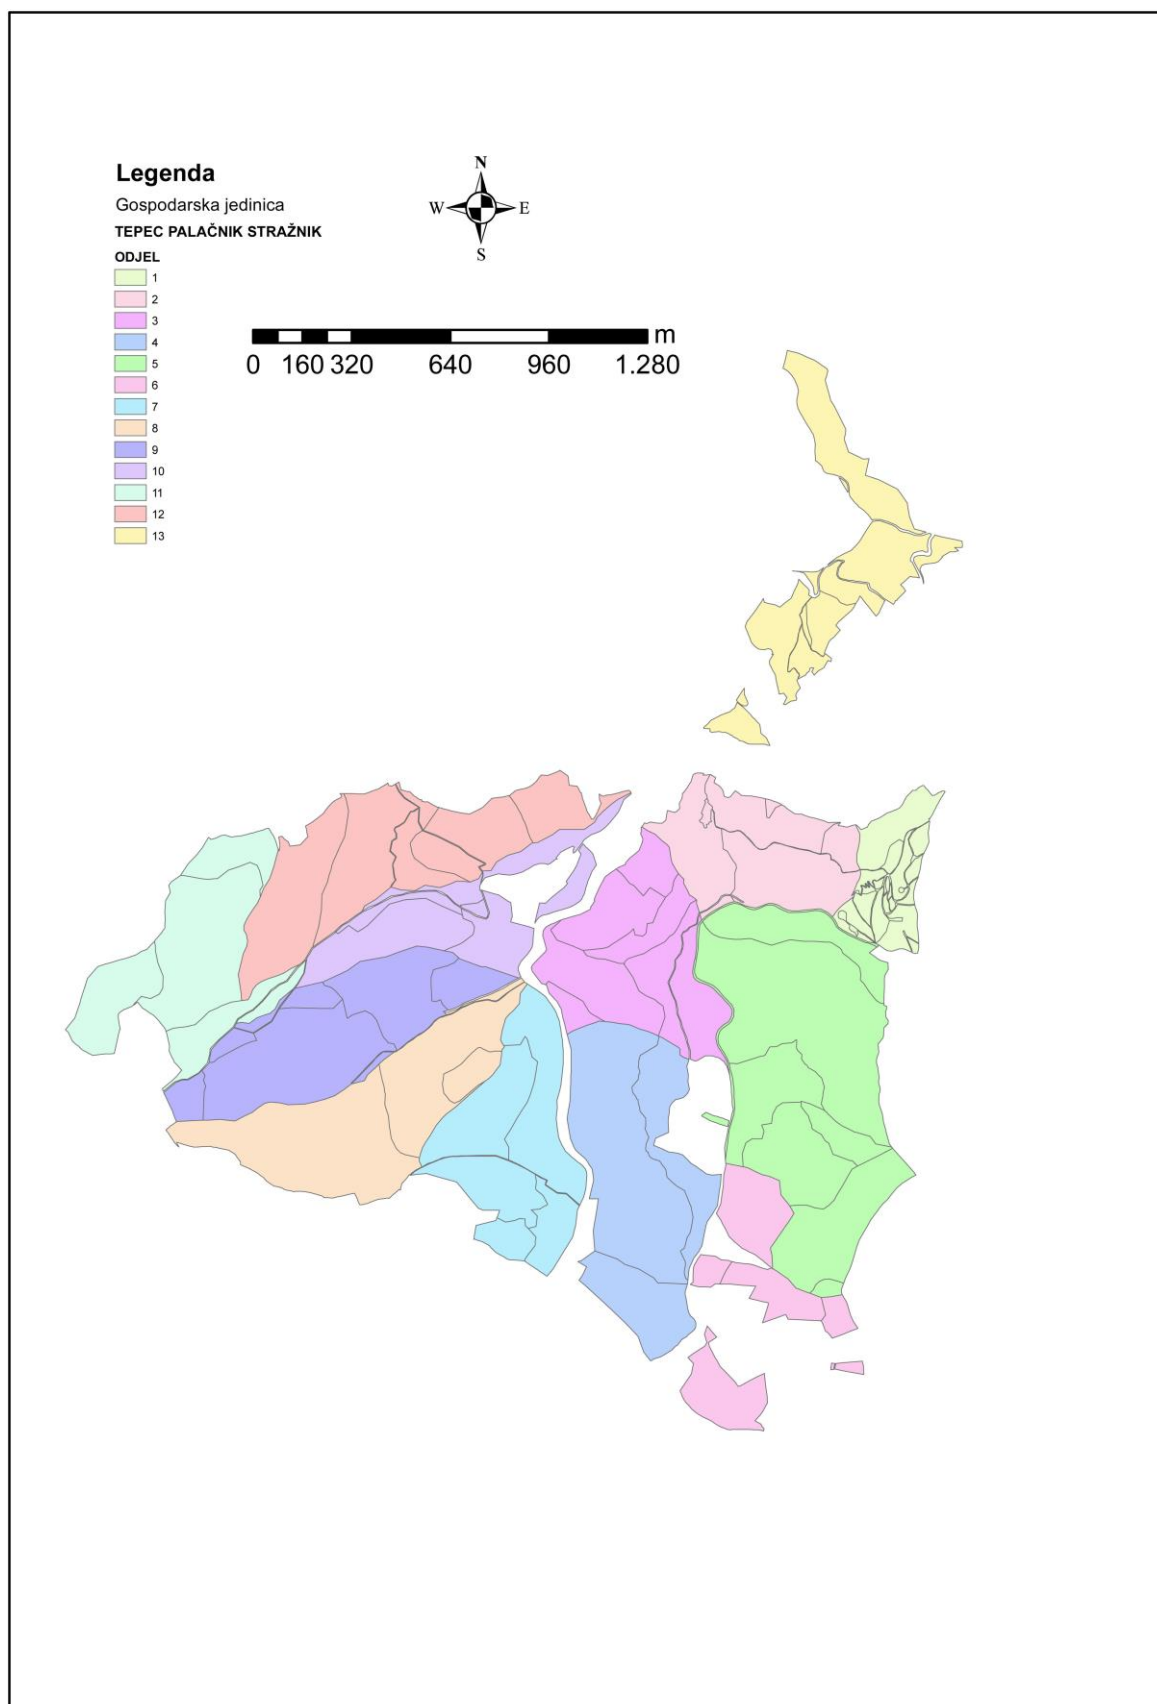 Legenda
Gospodarska jedinica
TEPEC PALAČNIK STRAŽNIK
ODJEL
1
2
3
4
5
6
7
8
9
10
11
12
13
N
W E
S
m
0 160 320 640 960 1.280